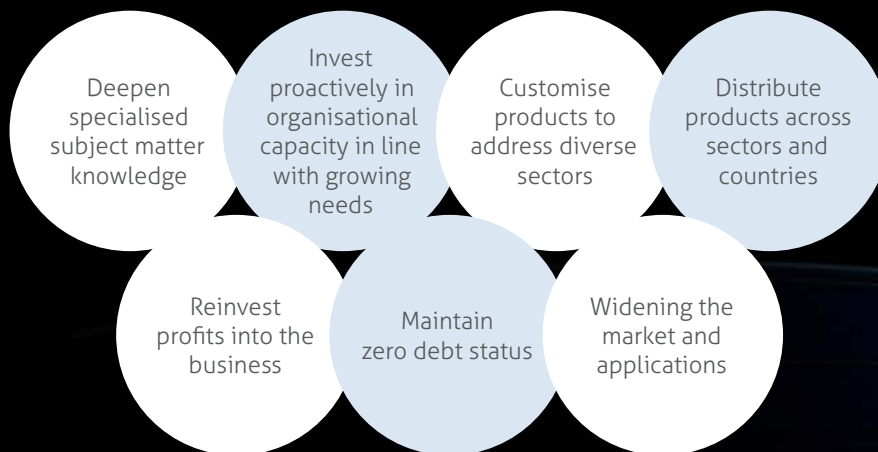 Deepen
specialised
subject matter
knowledge
Invest
proactively in
organisational
capacity in line
with growing
needs
Customise
products to
address diverse
sectors
Distribute
products across
sectors and
countries
Reinvest
profits into the
business
Maintain
zero debt status
Widening the
market and
applications